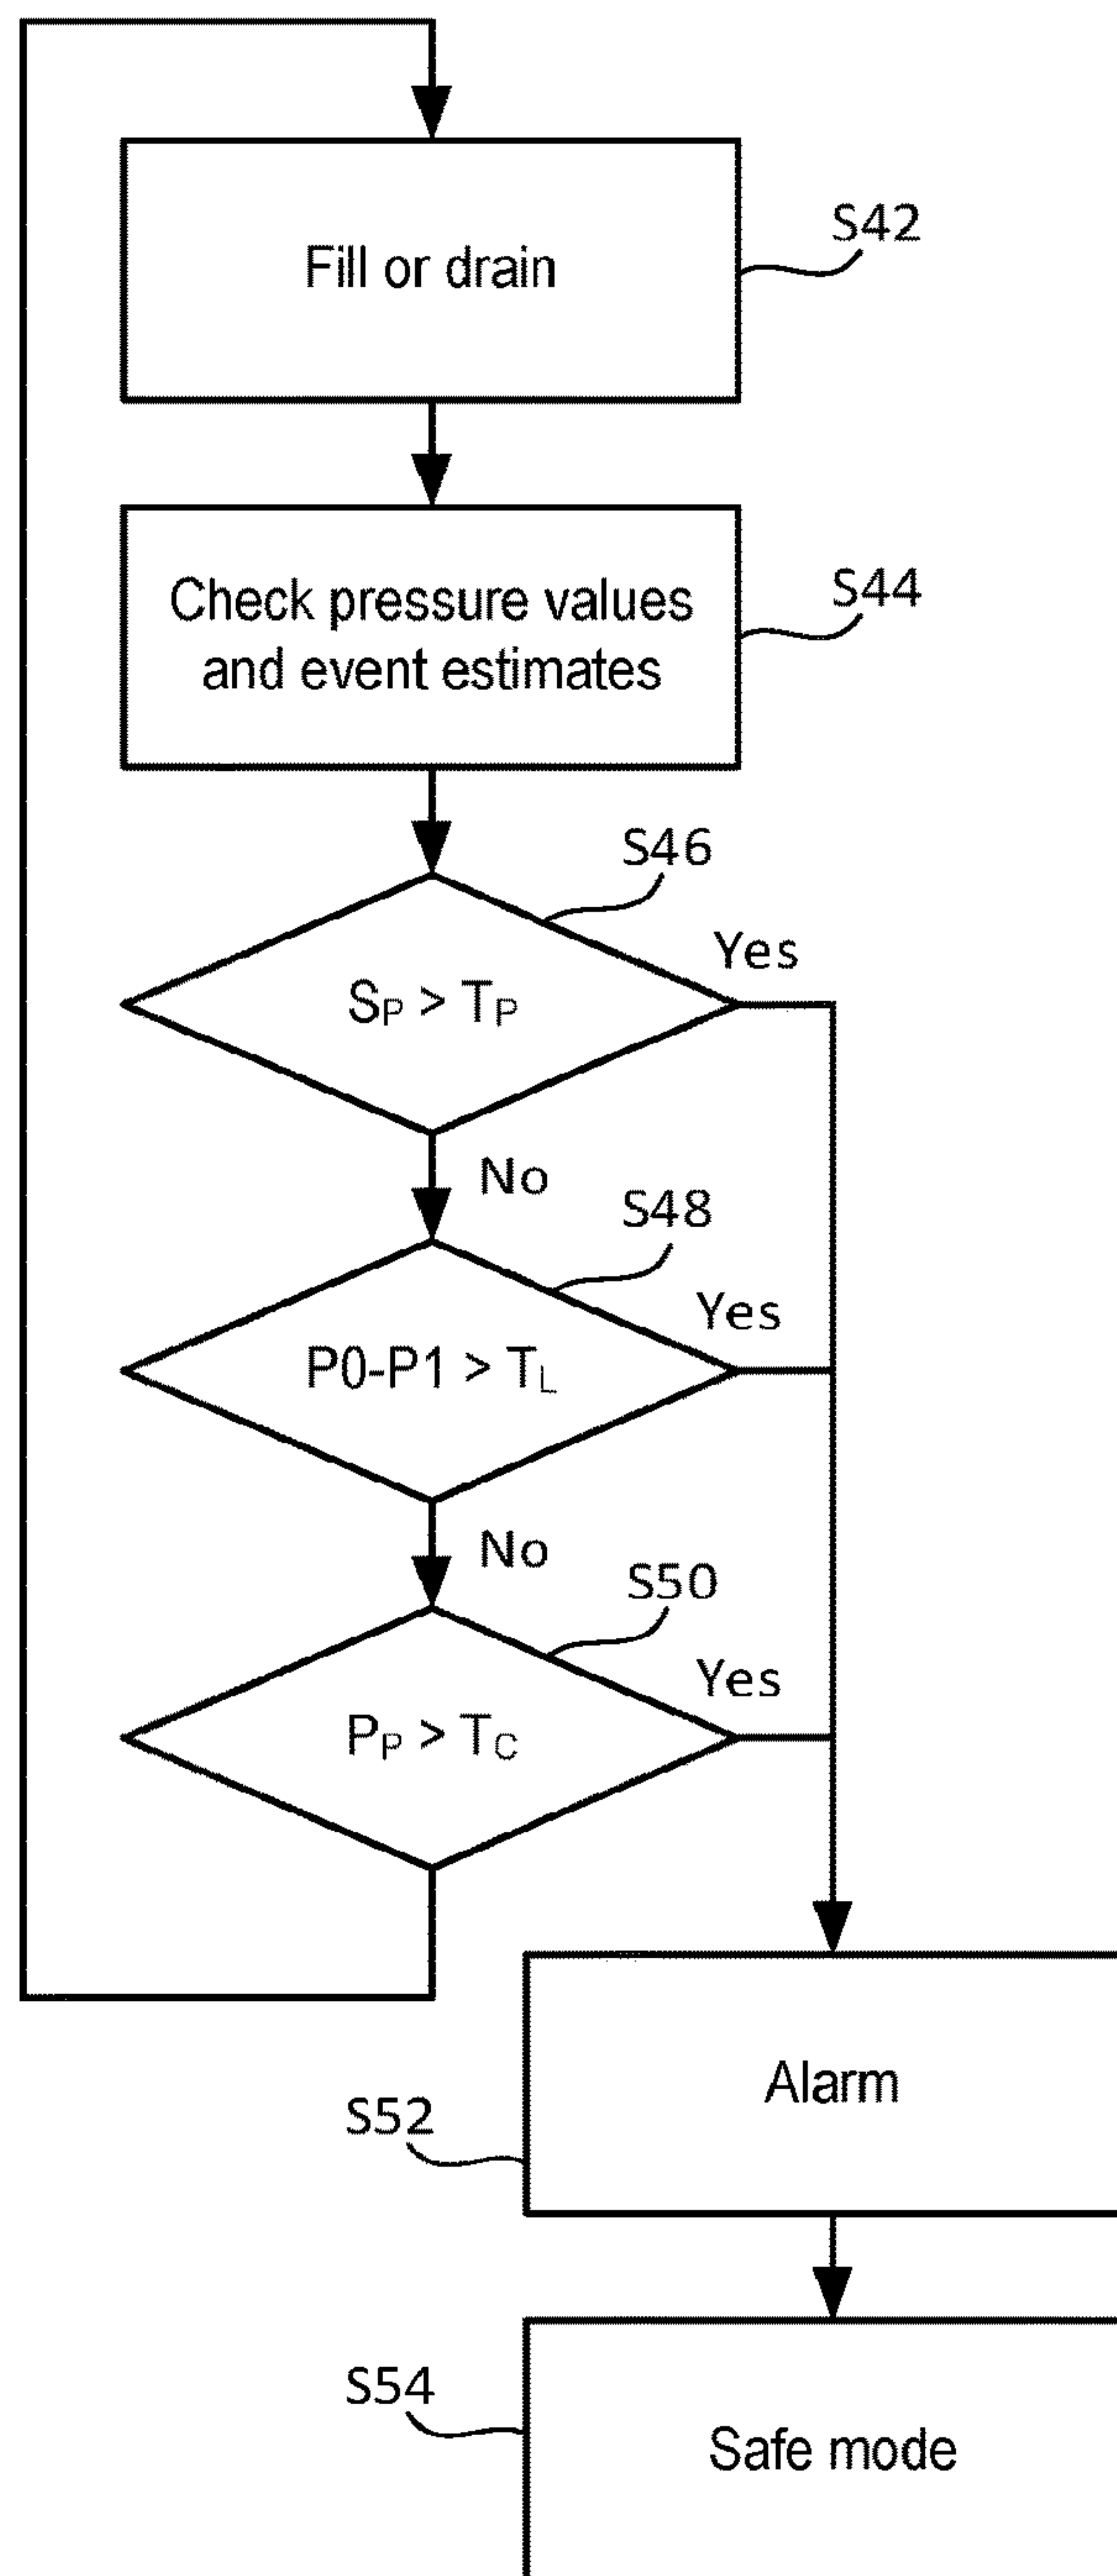 S42
Fill or drain
S44
Check pressure values
and event estimates
S46
Yes
SP > TP
No
S48
Yes
P0-P1 > TL
No
S50
Yes
PP > TC
Alarm
S52
S54
Safe mode